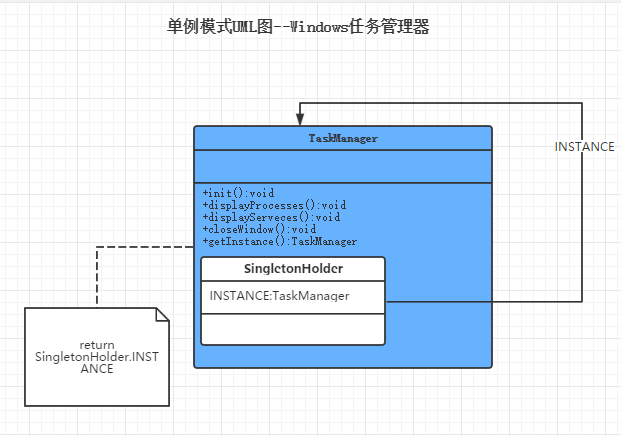 单例模式UML图--Windows任务管理器
TaskManager
INSTANCE
+init():void
+displayProcesses():void
+displayServeces():void
+closeWindow():void
+getInstance():TaskManager
SingletonHolder
INSTANCE:TaskManager
return
SingletonHolder.INST
ANCE